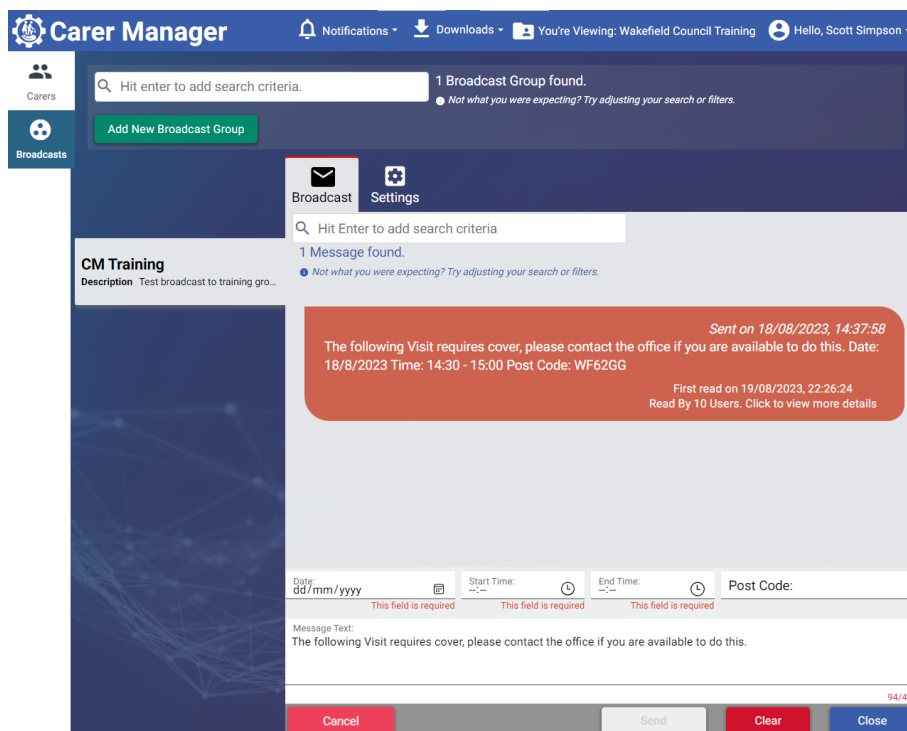 Carer Manager
Notifications
Downloads
You're Viewing: Wakefield Council Training
Hello, Scott Simpson
Carers
Broadcasts
Hit enter to add search criteria.
1 Broadcast Group found.
Not what you were expecting? Try adjusting your search or filters.
Add New Broadcast Group
Broadcast
Settings
Hit Enter to add search criteria
1 Message found.
Not what you were expecting? Try adjusting your search or filters.
CM Training
Description Test broadcast to training gro...
Sent on 18/08/2023, 14:37:58
The following Visit requires cover, please contact the office if you are available to do this. Date:
18/8/2023 Time: 14:30 - 15:00 Post Code: WF62GG
First read on 19/08/2023, 22:26:24
Read By 10 Users. Click to view more details
Date:
dd/mm/yyyy
This field is required
Start Time:
--:--
This field is required
End Time:
--:--
This field is required
Post Code:
Message Text:
The following Visit requires cover, please contact the office if you are available to do this.
94/4
Cancel
Send
Clear
Close